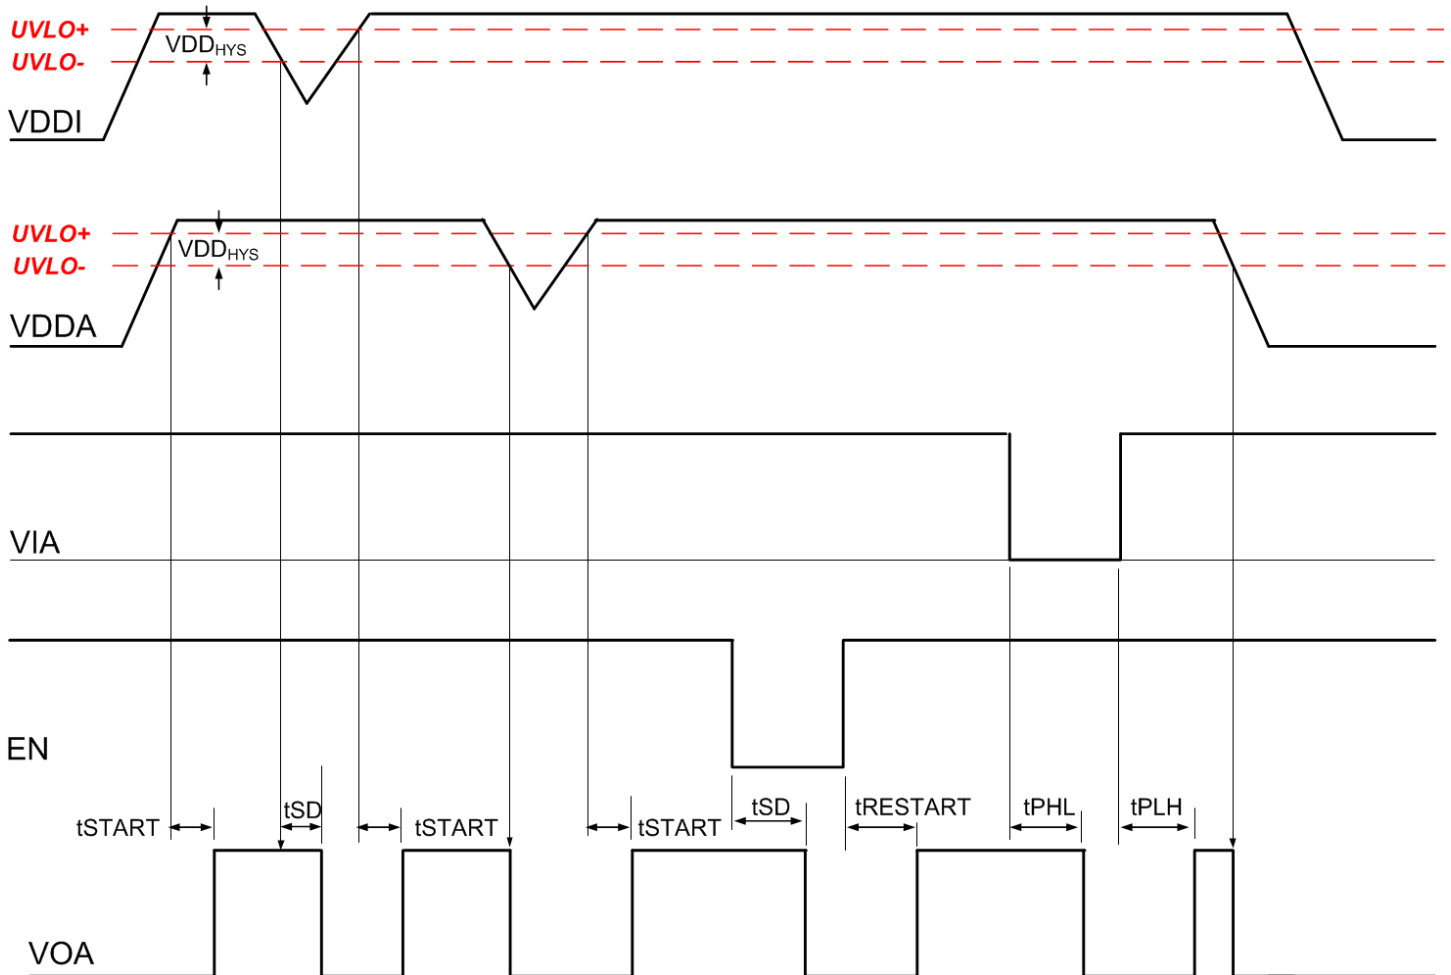 UVLO+
VDDHYS
UVLO-
VDDI
UVLO+
VDDHYS
UVLO-
VDDA
VIA
EN
tSTART
tSD
tSTART
tSTART
tSD
tRESTART
tPHL
tPLH
VOA